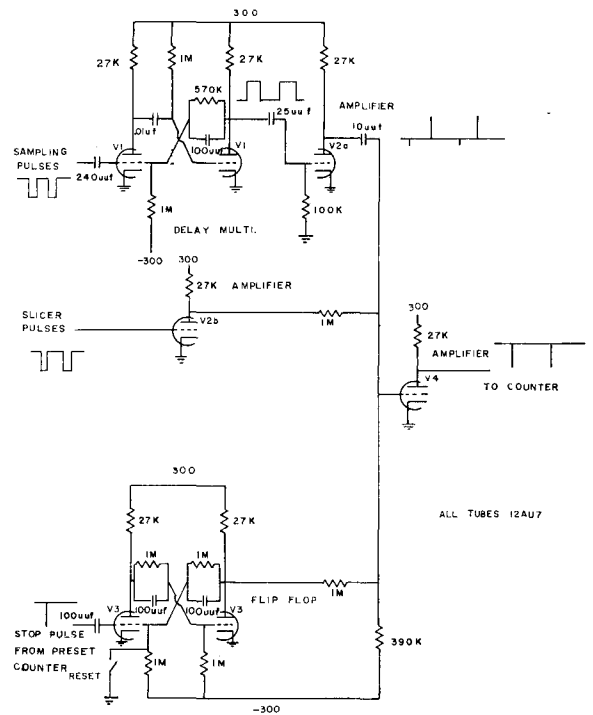 300
27K
1M
27K
27K
570K
.01uf
100uuf
25uuf
AMPLIFIER
10uuf
V1
V1
V2a
SAMPLING
PULSES
240uuf
1M
100K
DELAY MULTI.
-300
300
27K AMPLIFIER
SLICER
PULSES
V2b
1M
300
27K
AMPLIFIER
V4
TO COUNTER
300
27K
27K
ALL TUBES 12AU7
1M
1M
100uuf
100uuf
FLIP FLOP
1M
V3
V3
100uuf
STOP PULSE
FROM PRESET
COUNTER
RESET
1M
1M
390K
-300